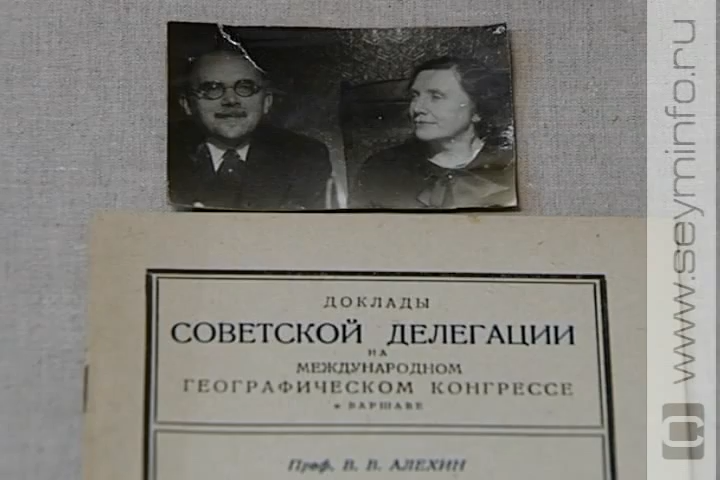 ДОКЛАДЫ
СОВЕТСКОЙ ДЕЛЕГАЦИИ
НА
МЕЖДУНАРОДНОМ
ГЕОГРАФИЧЕСКОМ КОНГРЕССЕ
в ВАРШАВЕ
Проф. В. В. АЛЕХИН
www.seyminfo.ru